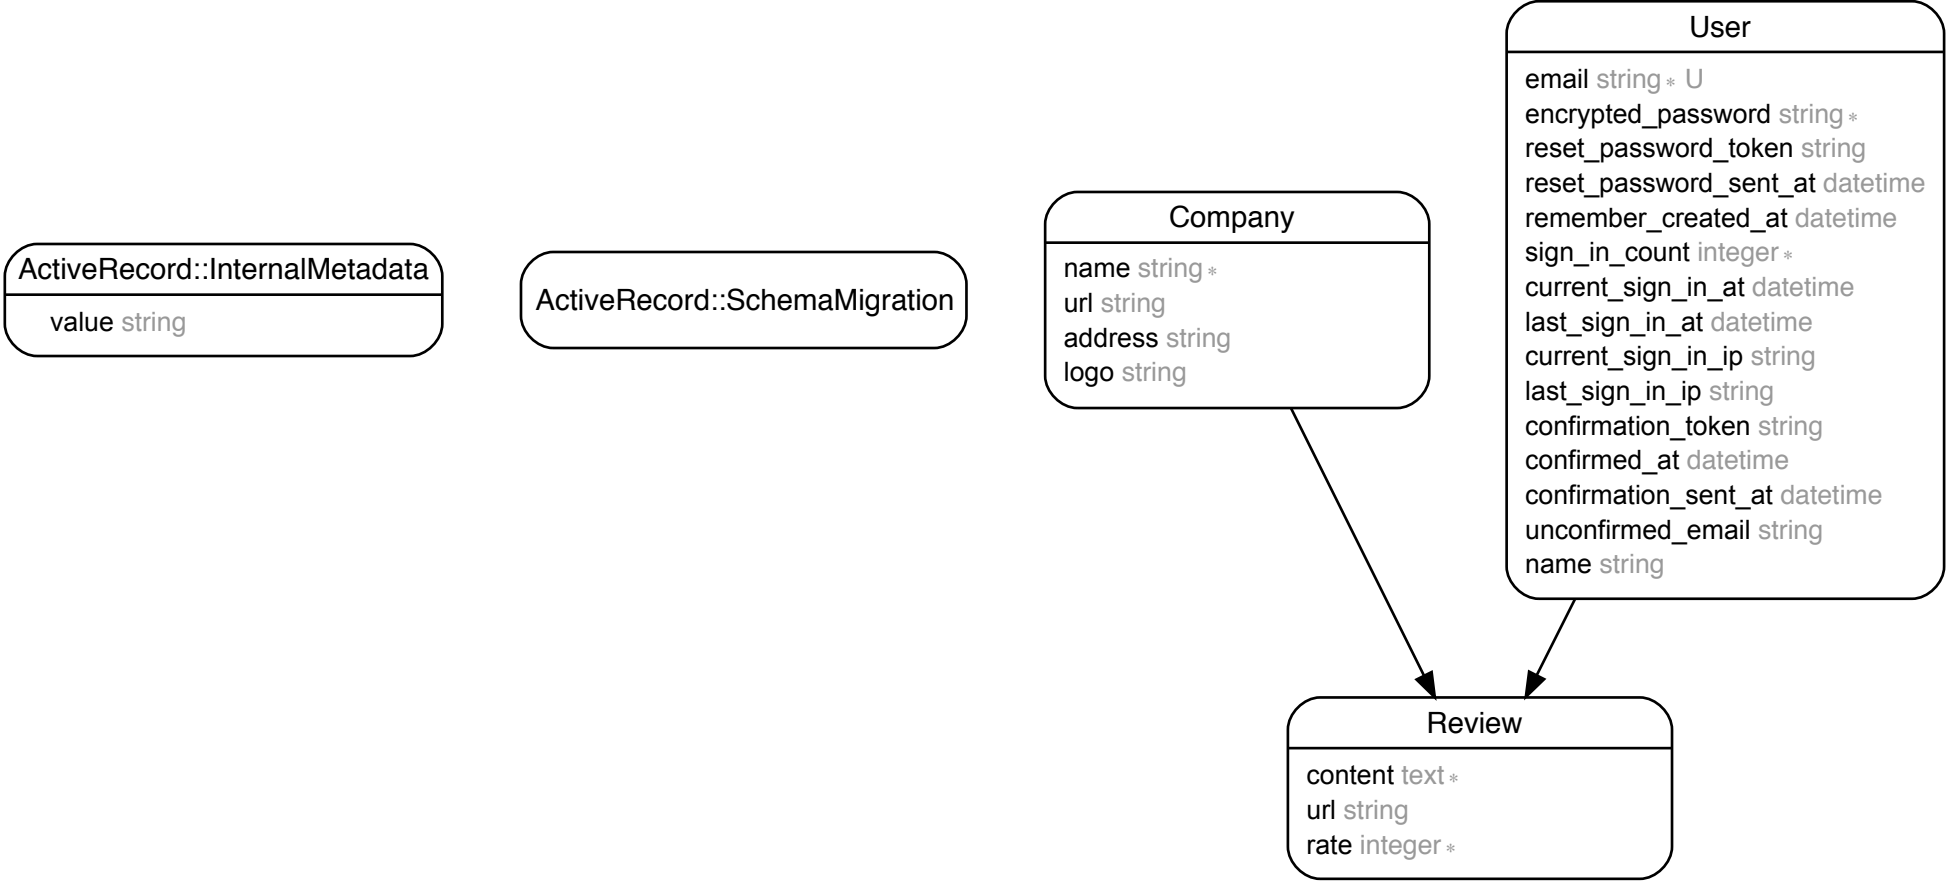 ActiveRecord::InternalMetadata
value string
ActiveRecord::SchemaMigration
Company
name string *
url string
address string
logo string
User
email string * U
encrypted_password string *
reset_password_token string
reset_password_sent_at datetime
remember_created_at datetime
sign_in_count integer *
current_sign_in_at datetime
last_sign_in_at datetime
current_sign_in_ip string
last_sign_in_ip string
confirmation_token string
confirmed_at datetime
confirmation_sent_at datetime
unconfirmed_email string
name string
Review
content text *
url string
rate integer *